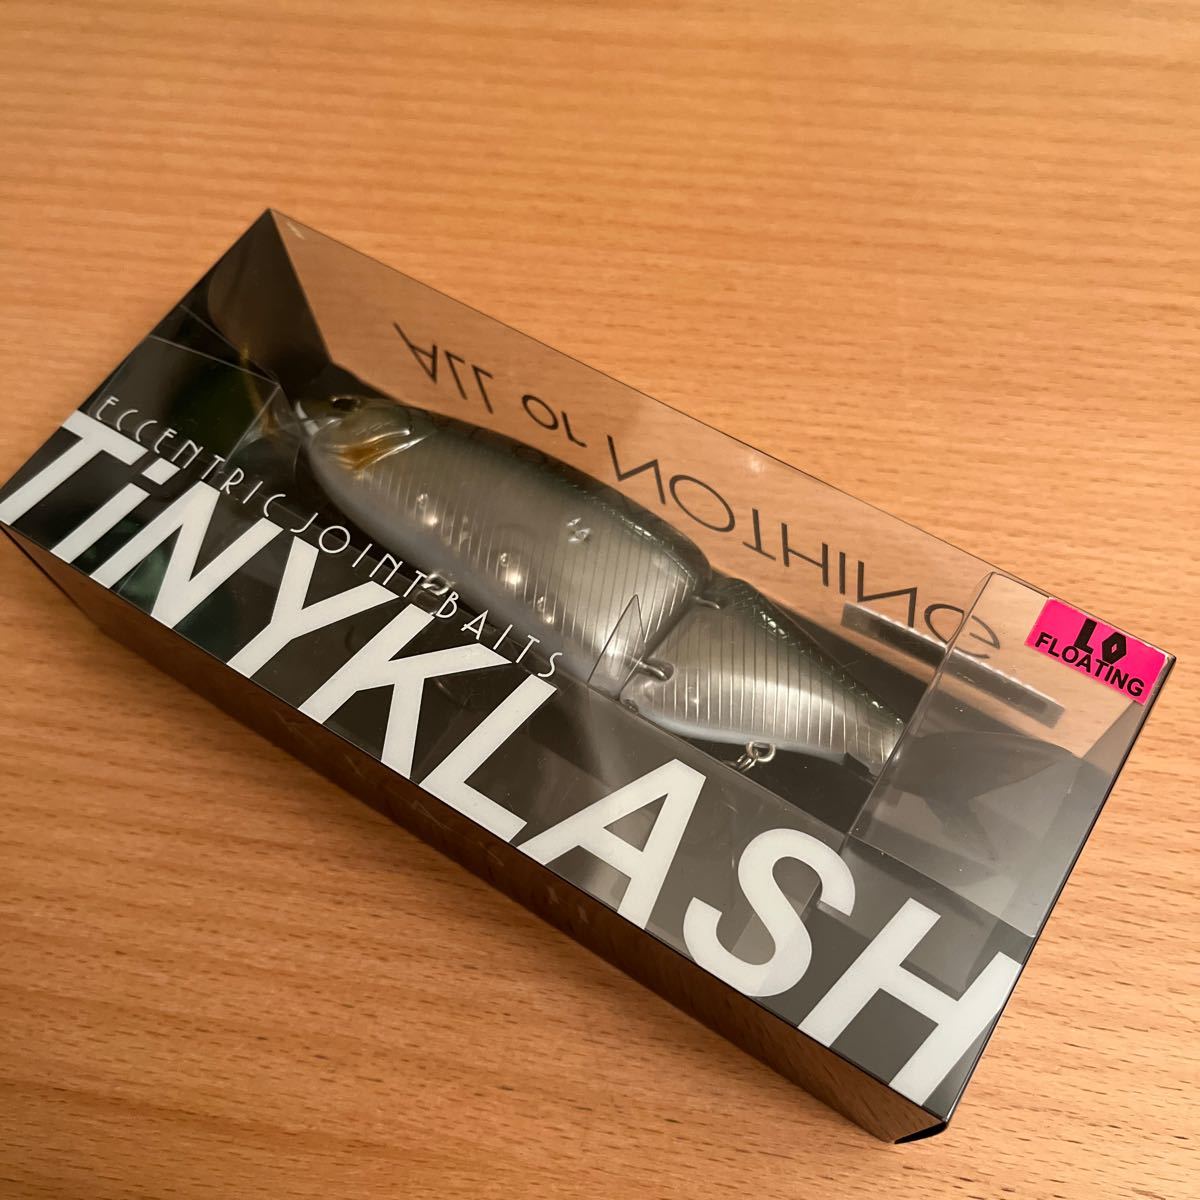 ALL or NOTHING
ECCENTRIC JOINT BAITS
TiNYKLASH
LO
FLOATING